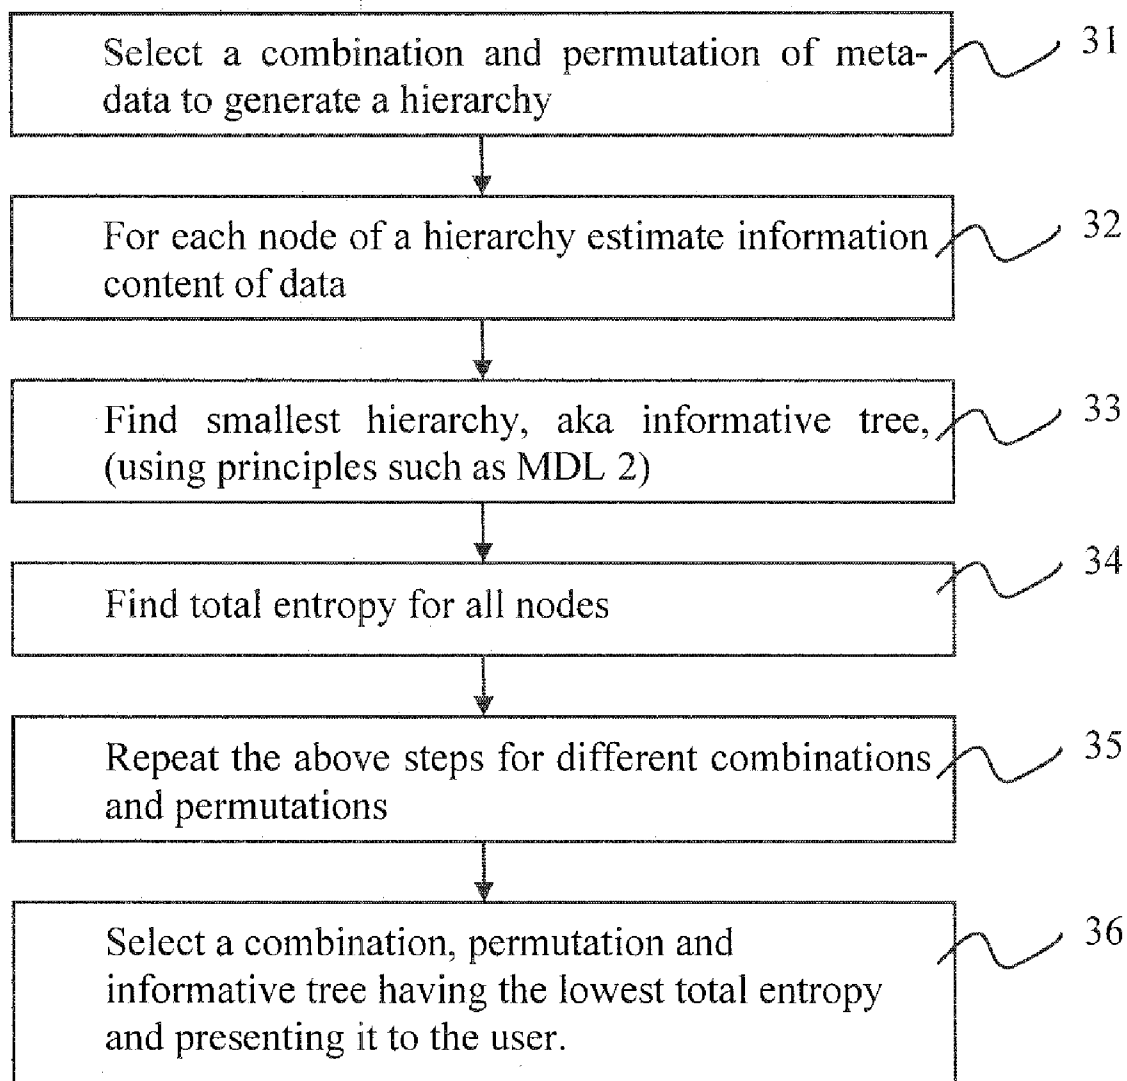 Select a combination and permutation of meta-
data to generate a hierarchy
31
For each node of a hierarchy estimate information
content of data
32
Find smallest hierarchy, aka informative tree,
(using principles such as MDL 2)
33
Find total entropy for all nodes
34
Repeat the above steps for different combinations
and permutations
35
Select a combination, permutation and
informative tree having the lowest total entropy
and presenting it to the user.
36